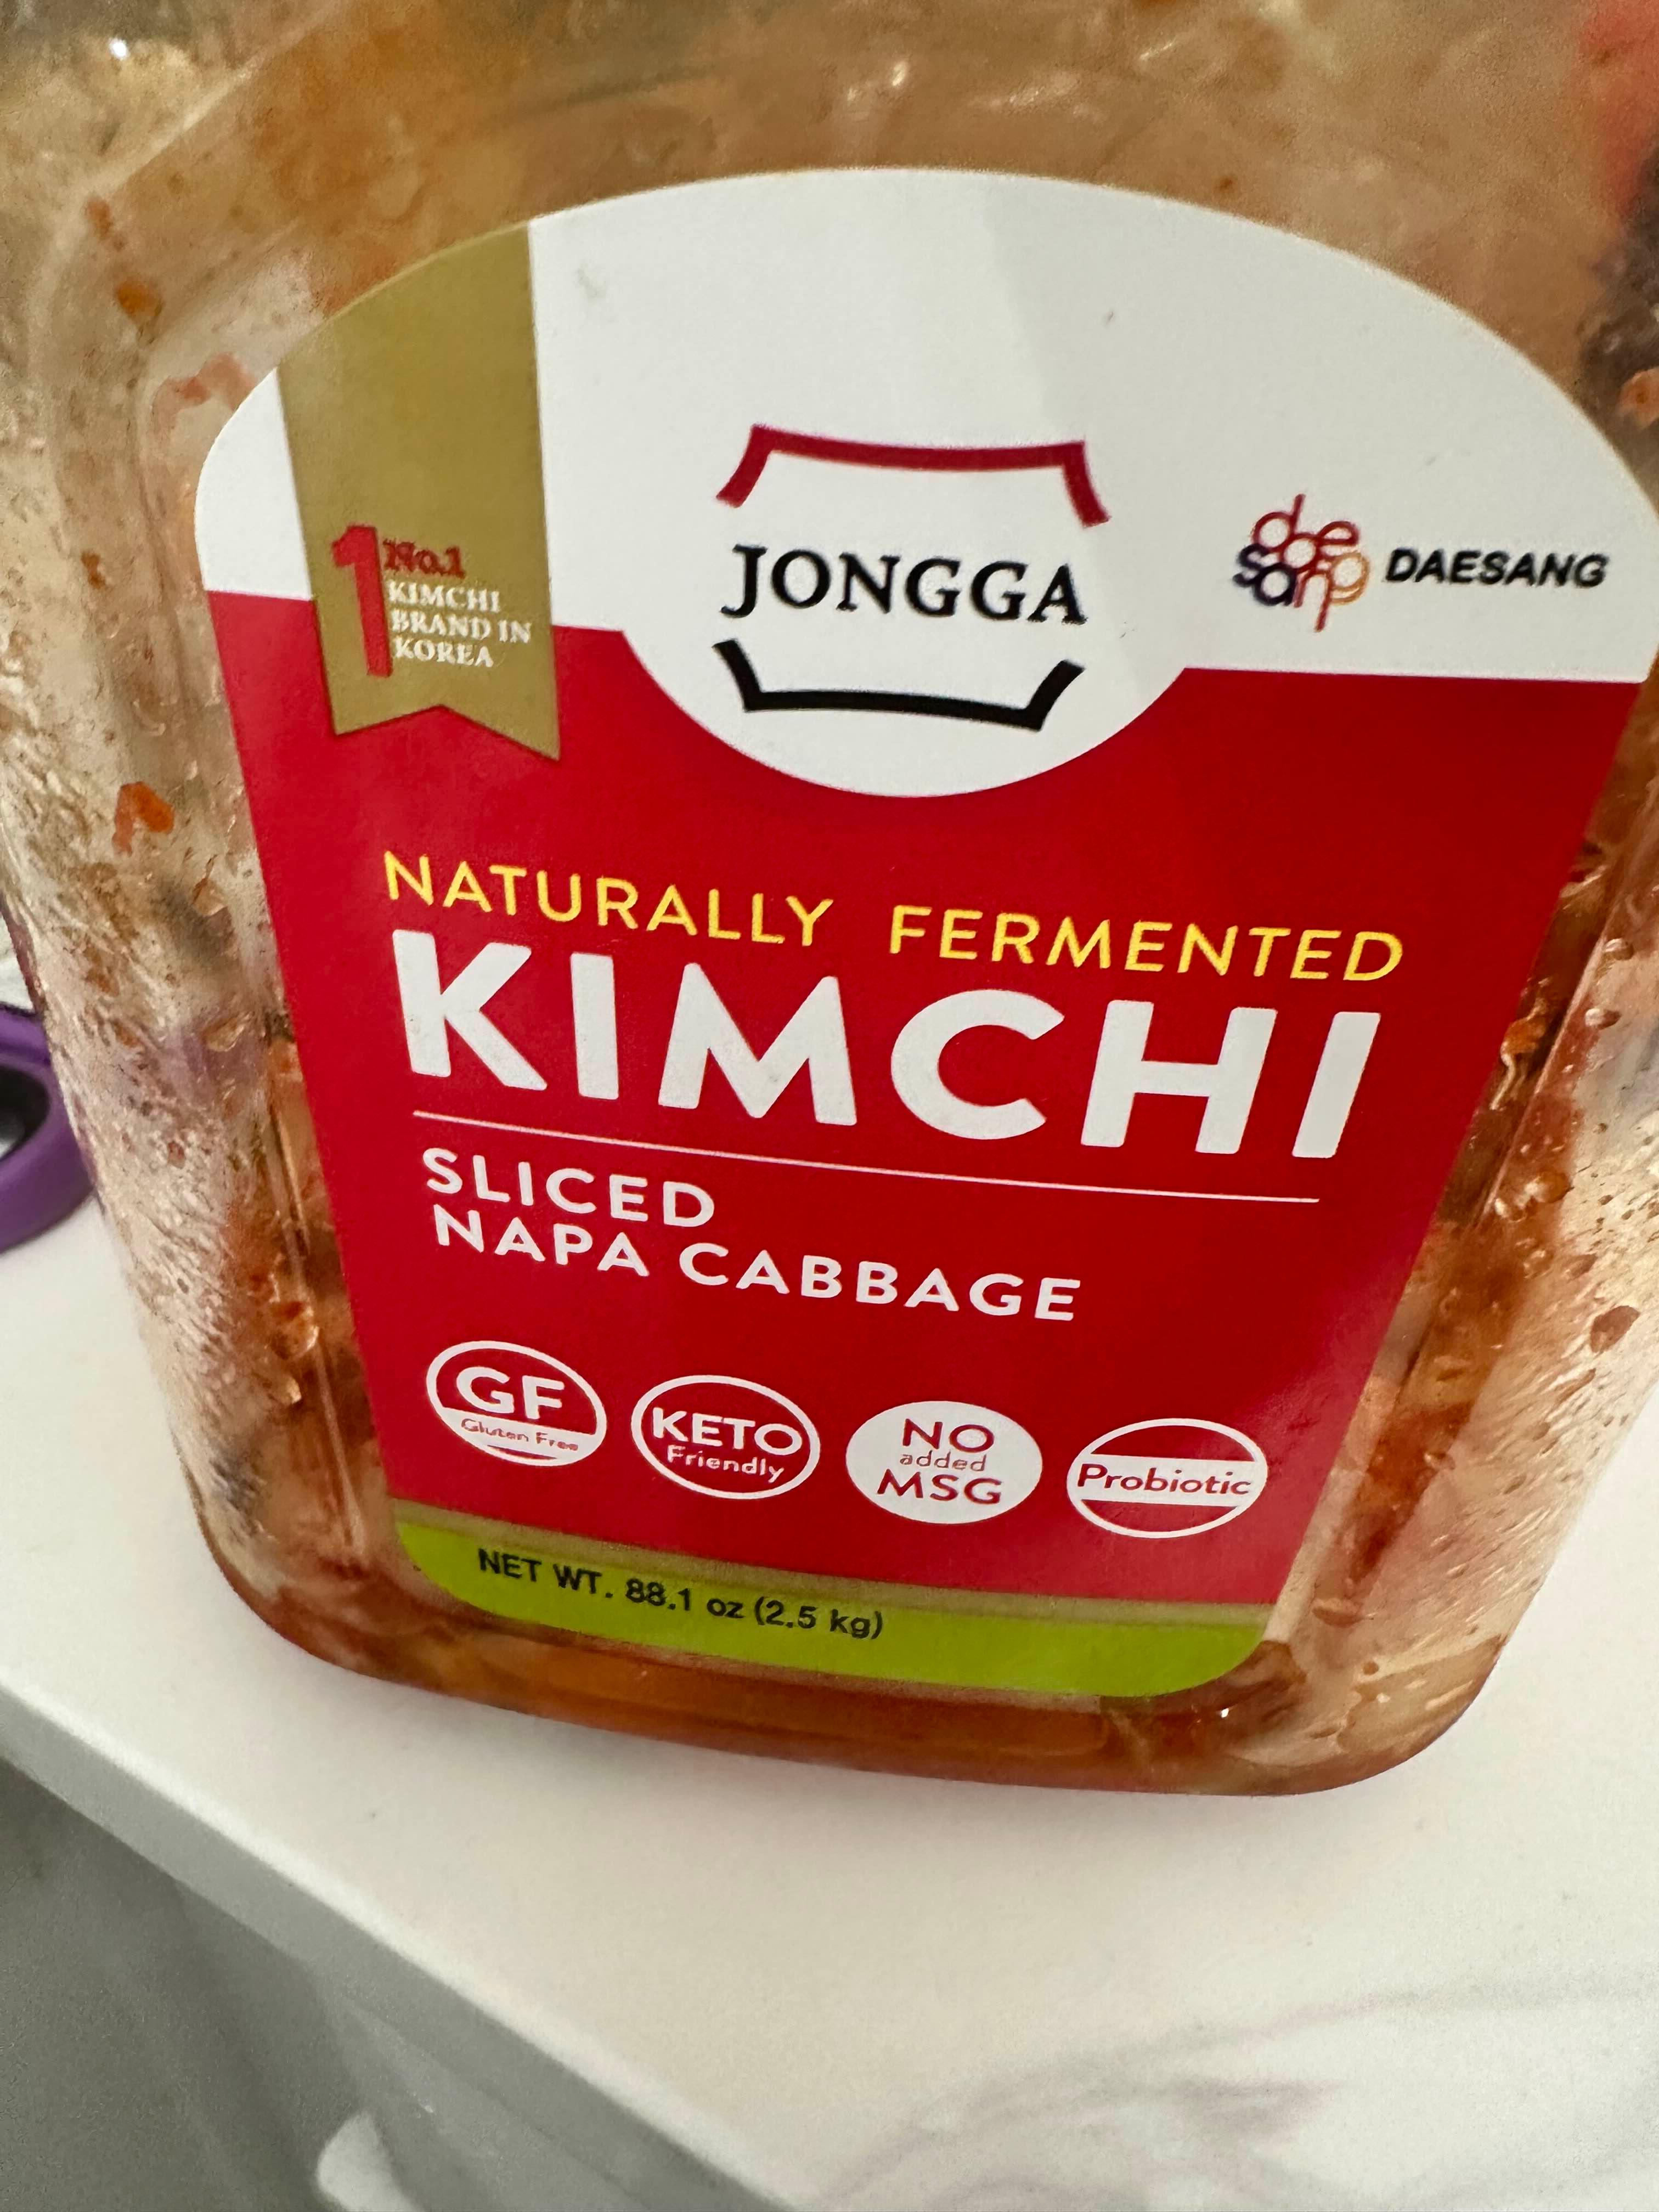 No.1
KIMCHI
BRAND IN
KOREA
JONGGA
daesang
DAESANG
NATURALLY FERMENTED
KIMCHI
SLICED
NAPA CABBAGE
GF
Gluten Free
KETO
Friendly
NO
added
MSG
Probiotic
NET WT. 88.1 oz (2.5 kg)